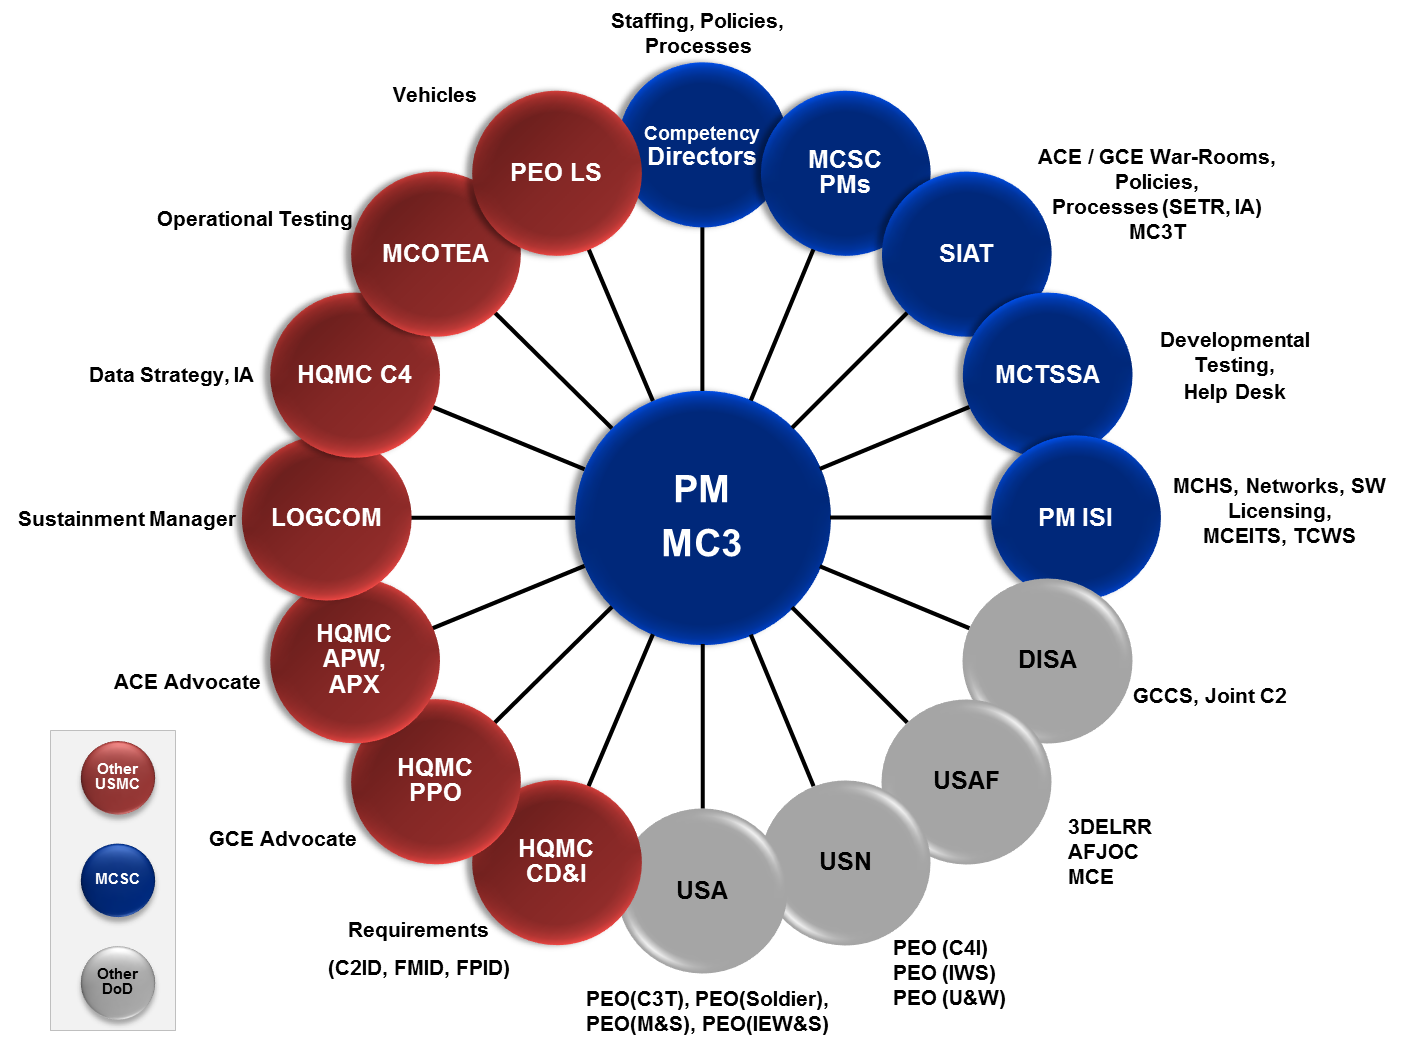 Staffing, Policies,
Processes
Competency
Directors
MCSC
PMs
ACE / GCE War-Rooms,
Policies,
Processes (SETR, IA)
MC3T
SIAT
Developmental
Testing,
Help Desk
MCTSSA
MCHS, Networks, SW
Licensing,
MCEITS, TCWS
PM ISI
DISA
GCCS, Joint C2
USAF
3DELRR
AFJOC
MCE
USN
PEO (C4I)
PEO (IWS)
PEO (U&W)
USA
PEO(C3T), PEO(Soldier),
PEO(M&S), PEO(IEW&S)
HQMC
CD&I
Requirements
(C2ID, FMID, FPID)
HQMC
PPO
GCE Advocate
HQMC
APW,
APX
ACE Advocate
LOGCOM
Sustainment Manager
HQMC C4
Data Strategy, IA
MCOTEA
Operational Testing
PEO LS
Vehicles
PM
MC3
Other
USMC
MCSC
Other
DoD